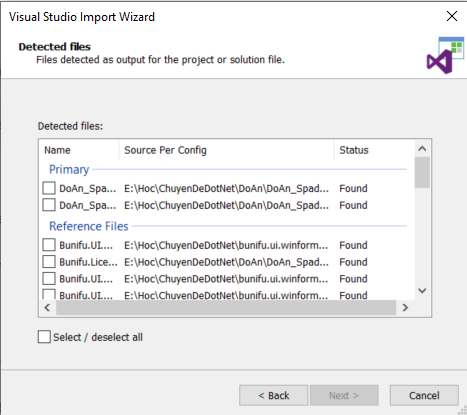 Visual Studio Import Wizard
Detected files
Files detected as output for the project or solution file.
Detected files:
Name Source Per Config Status
Primary
DoAn_Spa... E:\Hoc\ChuyenDeDotNet\DoAn\DoAn_Spad... Found
DoAn_Spa... E:\Hoc\ChuyenDeDotNet\DoAn\DoAn_Spad... Found
Reference Files
Bunifu.UI.... E:\Hoc\ChuyenDeDotNet\bunifu.ui.winform... Found
Bunifu.Lice... E:\Hoc\ChuyenDeDotNet\DoAn\DoAn_Spad... Found
Bunifu.UI.... E:\Hoc\ChuyenDeDotNet\bunifu.ui.winform... Found
Bunifu.UI.... E:\Hoc\ChuyenDeDotNet\bunifu.ui.winform... Found
Select / deselect all
< Back Next > Cancel